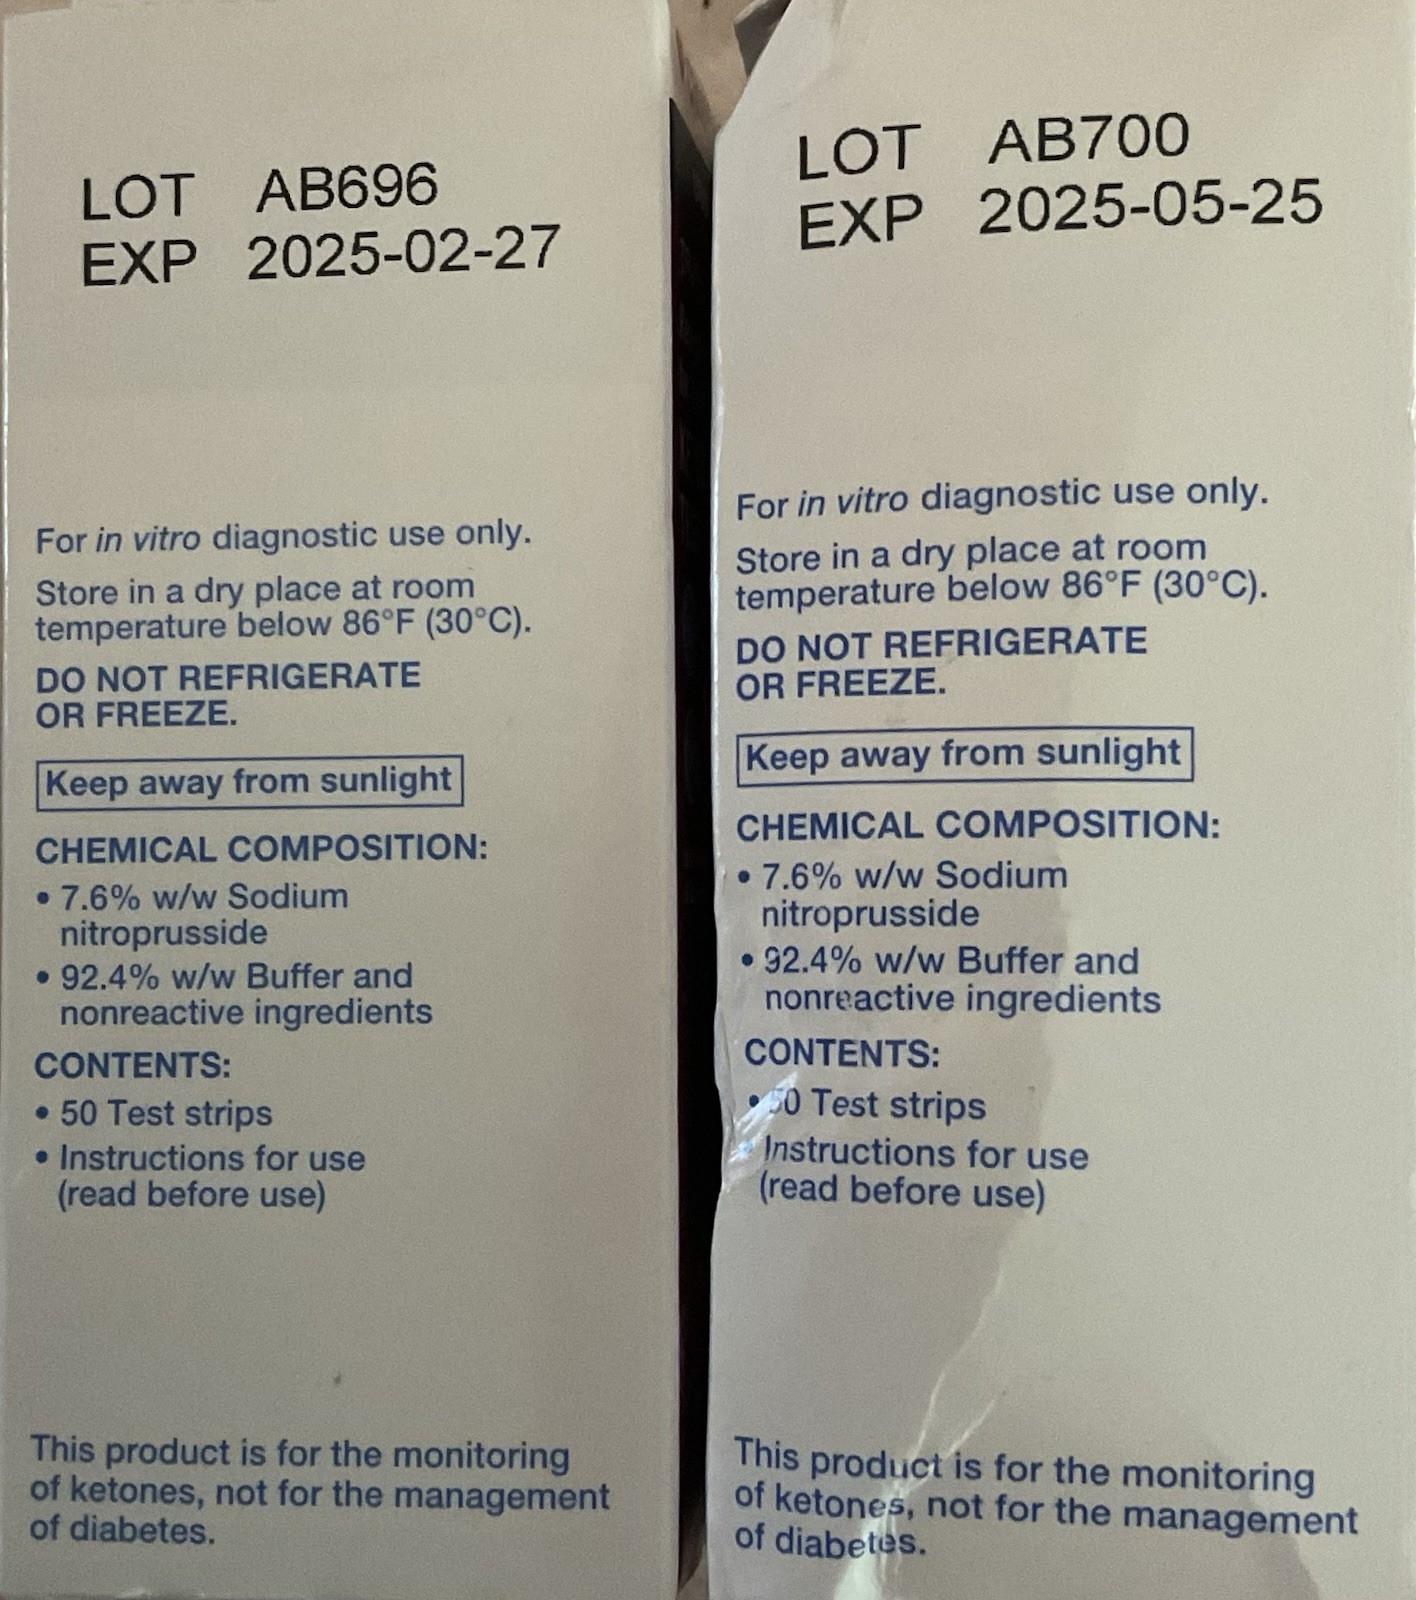 LOT AB696
EXP 2025-02-27
For in vitro diagnostic use only.
Store in a dry place at room
temperature below 86°F (30°C).
DO NOT REFRIGERATE
OR FREEZE.
Keep away from sunlight
CHEMICAL COMPOSITION:
• 7.6% w/w Sodium
nitroprusside
• 92.4% w/w Buffer and
nonreactive ingredients
CONTENTS:
• 50 Test strips
• Instructions for use
(read before use)
This product is for the monitoring
of ketones, not for the management
of diabetes.
LOT AB700
EXP 2025-05-25
For in vitro diagnostic use only.
Store in a dry place at room
temperature below 86°F (30°C).
DO NOT REFRIGERATE
OR FREEZE.
Keep away from sunlight
CHEMICAL COMPOSITION:
• 7.6% w/w Sodium
nitroprusside
• 92.4% w/w Buffer and
nonreactive ingredients
CONTENTS:
• 50 Test strips
• Instructions for use
(read before use)
This product is for the monitoring
of ketones, not for the management
of diabetes.